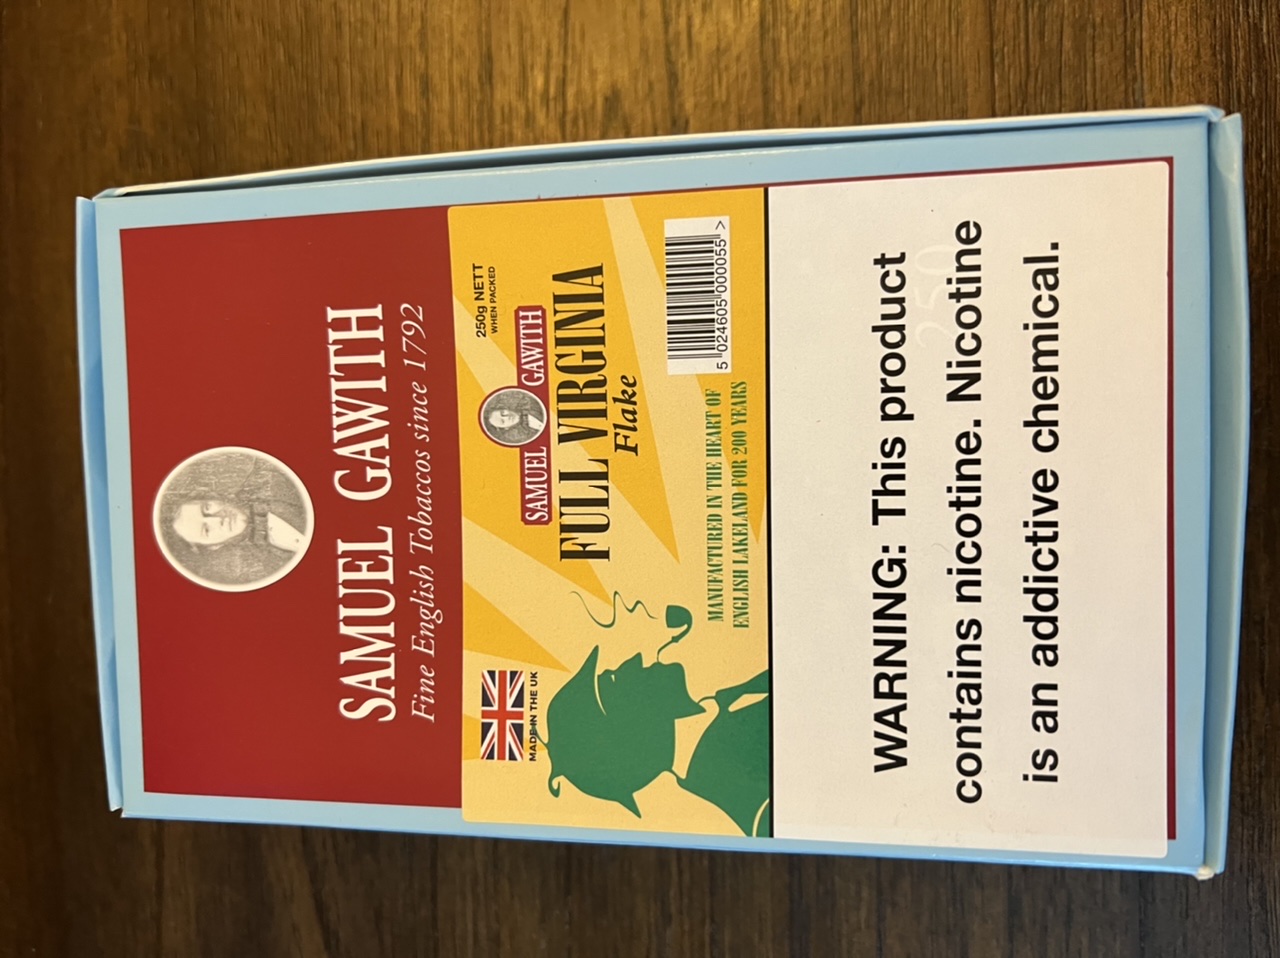 SAMUEL GAWITH
Fine English Tobaccos since 1792
MADE IN THE UK
250g NETT
WHEN PACKED
SAMUEL GAWITH
FULL VIRGINIA
Flake
MANUFACTURED IN THE HEART OF
ENGLISH LAKELAND FOR 200 YEARS
5 024605 000055 >
WARNING: This product
contains nicotine. Nicotine
is an addictive chemical.
250